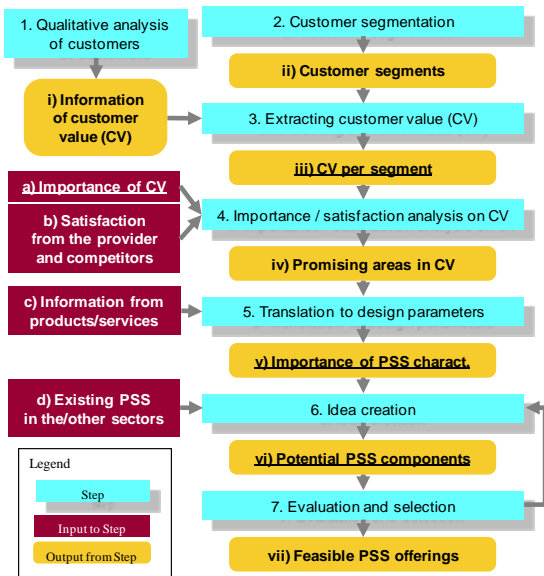 1. Qualitative analysis
of customers
2. Customer segmentation
ii) Customer segments
i) Information
of customer
value (CV)
3. Extracting customer value (CV)
iii) CV per segment
a) Importance of CV
b) Satisfaction
from the provider
and competitors
4. Importance / satisfaction analysis on CV
iv) Promising areas in CV
c) Information from
products/services
5. Translation to design parameters
v) Importance of PSS charact.
d) Existing PSS
in the/other sectors
6. Idea creation
vi) Potential PSS components
7. Evaluation and selection
vii) Feasible PSS offerings
Legend
Step
Input to Step
Output from Step